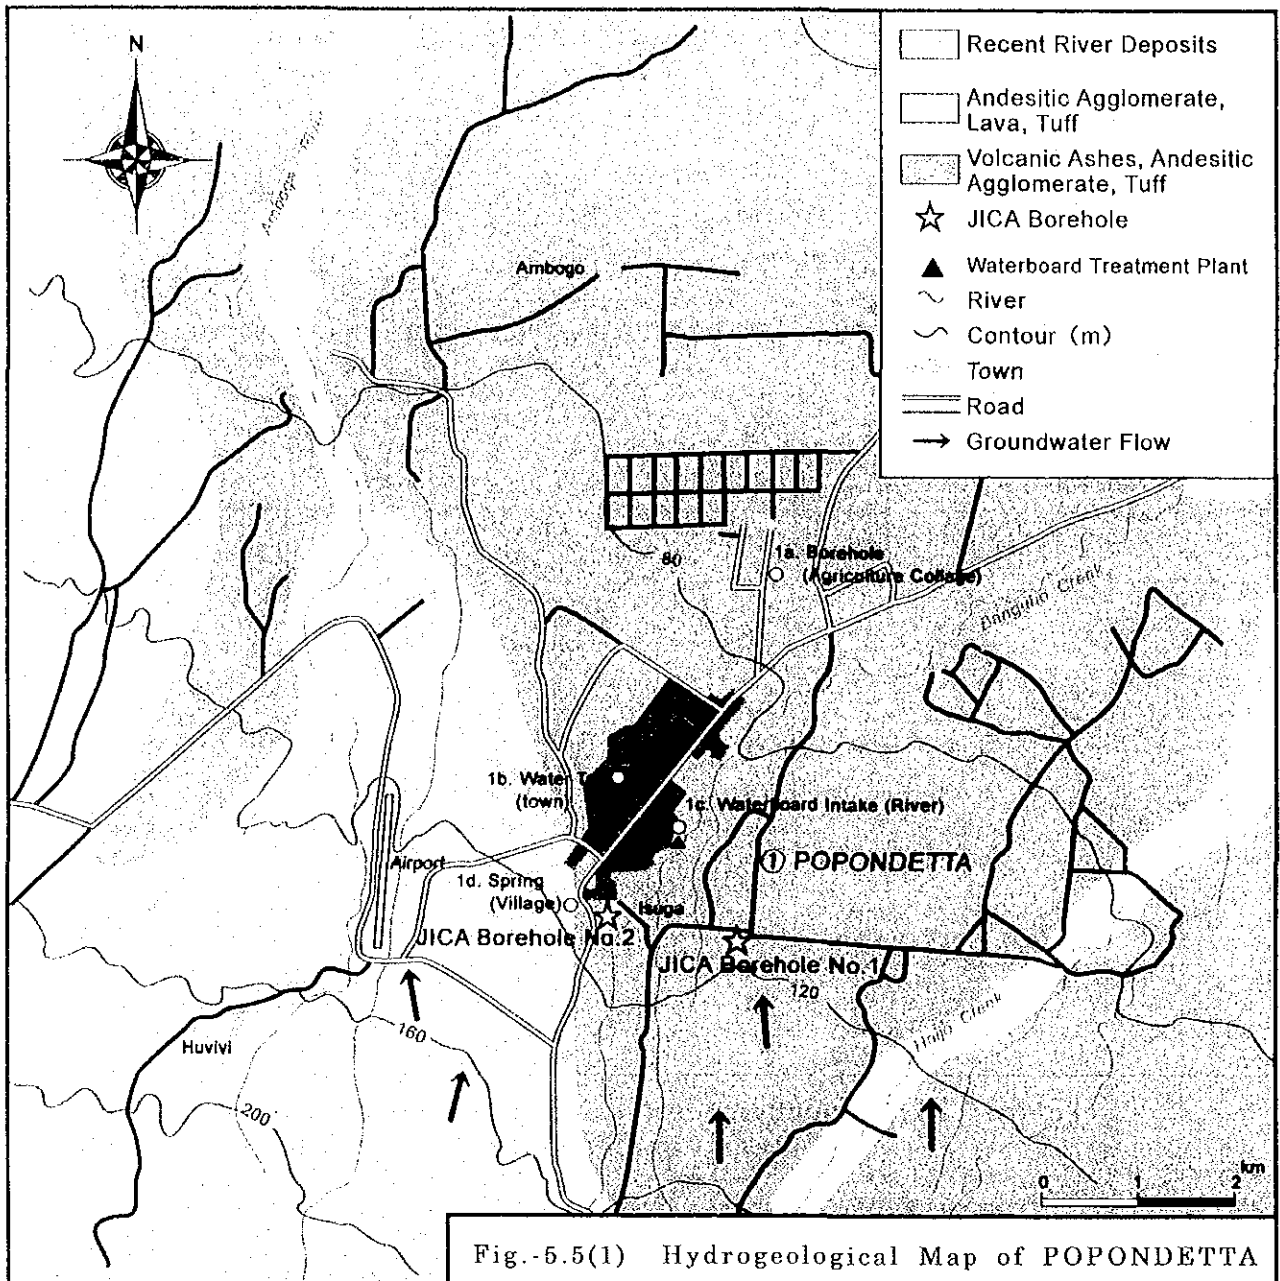 N
Recent River Deposits
Andesitic Agglomerate,
Lava, Tuff
Volcanic Ashes, Andesitic
Agglomerate, Tuff
JICA Borehole
Waterboard Treatment Plant
River
Contour (m)
Town
Road
Groundwater Flow
Ambogo
80
1a. Borehole
(Agriculture Collage)
Creek
1b. Water
(town)
1c. Waterboard Intake (River)
① POPONDETTA
Airport
1d. Spring
(Village)
Isuga
JICA Borehole No.2
JICA Borehole No.1
120
Creek
160
Huvivi
200
km
0 1 2
Fig.-5.5(1) Hydrogeological Map of POPONDETTA